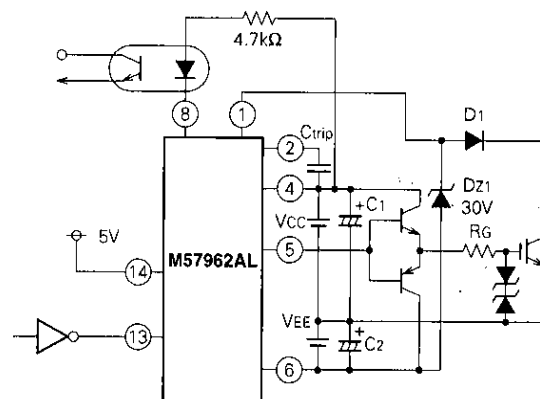 4.7kΩ
8
1
Ctrip
2
D1
4
DZ1
30V
+ C1
VCC
5V
M57962AL
5
RG
14
VEE
+
C2
13
6